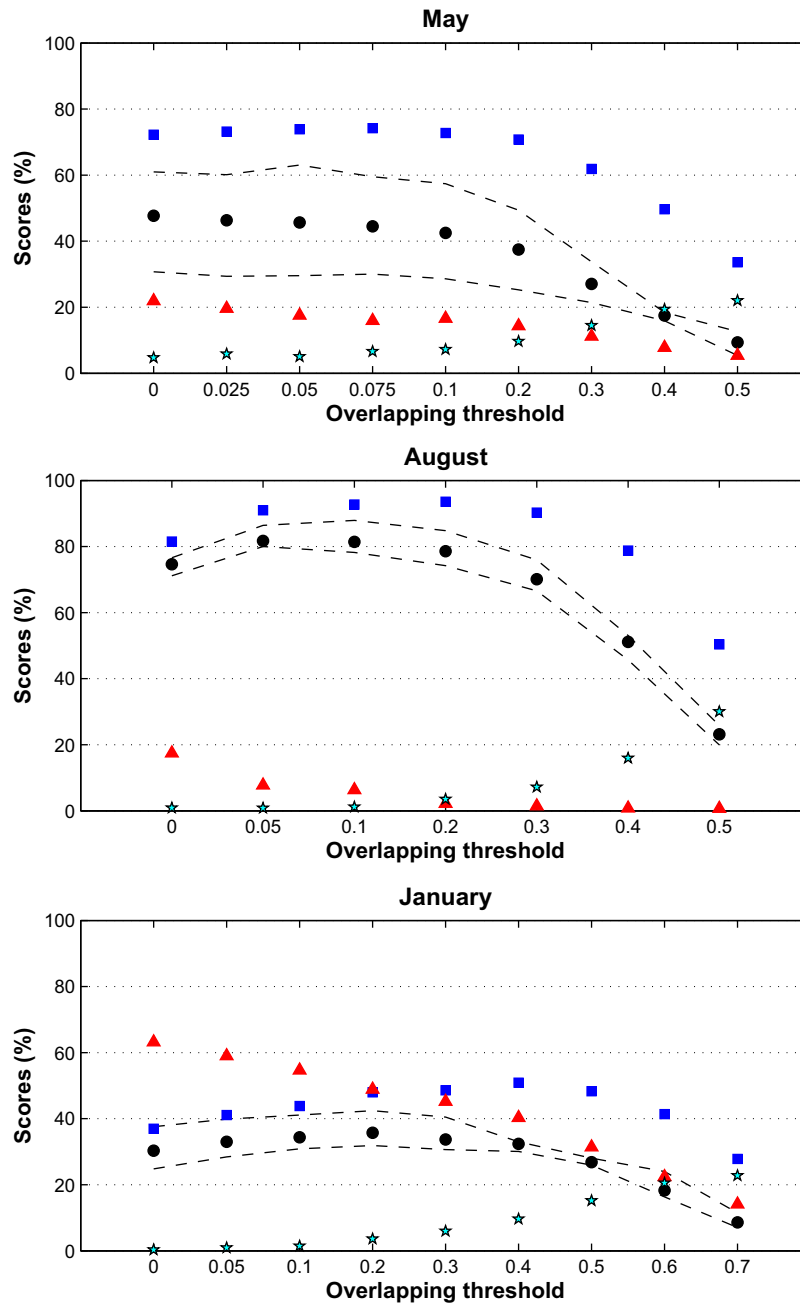 May
100
80
60
40
20
0
Scores (%)
0 0.025 0.05 0.075 0.1 0.2 0.3 0.4 0.5
Overlapping threshold
August
100
80
60
40
20
0
Scores (%)
0 0.05 0.1 0.2 0.3 0.4 0.5
Overlapping threshold
January
100
80
60
40
20
0
Scores (%)
0 0.05 0.1 0.2 0.3 0.4 0.5 0.6 0.7
Overlapping threshold